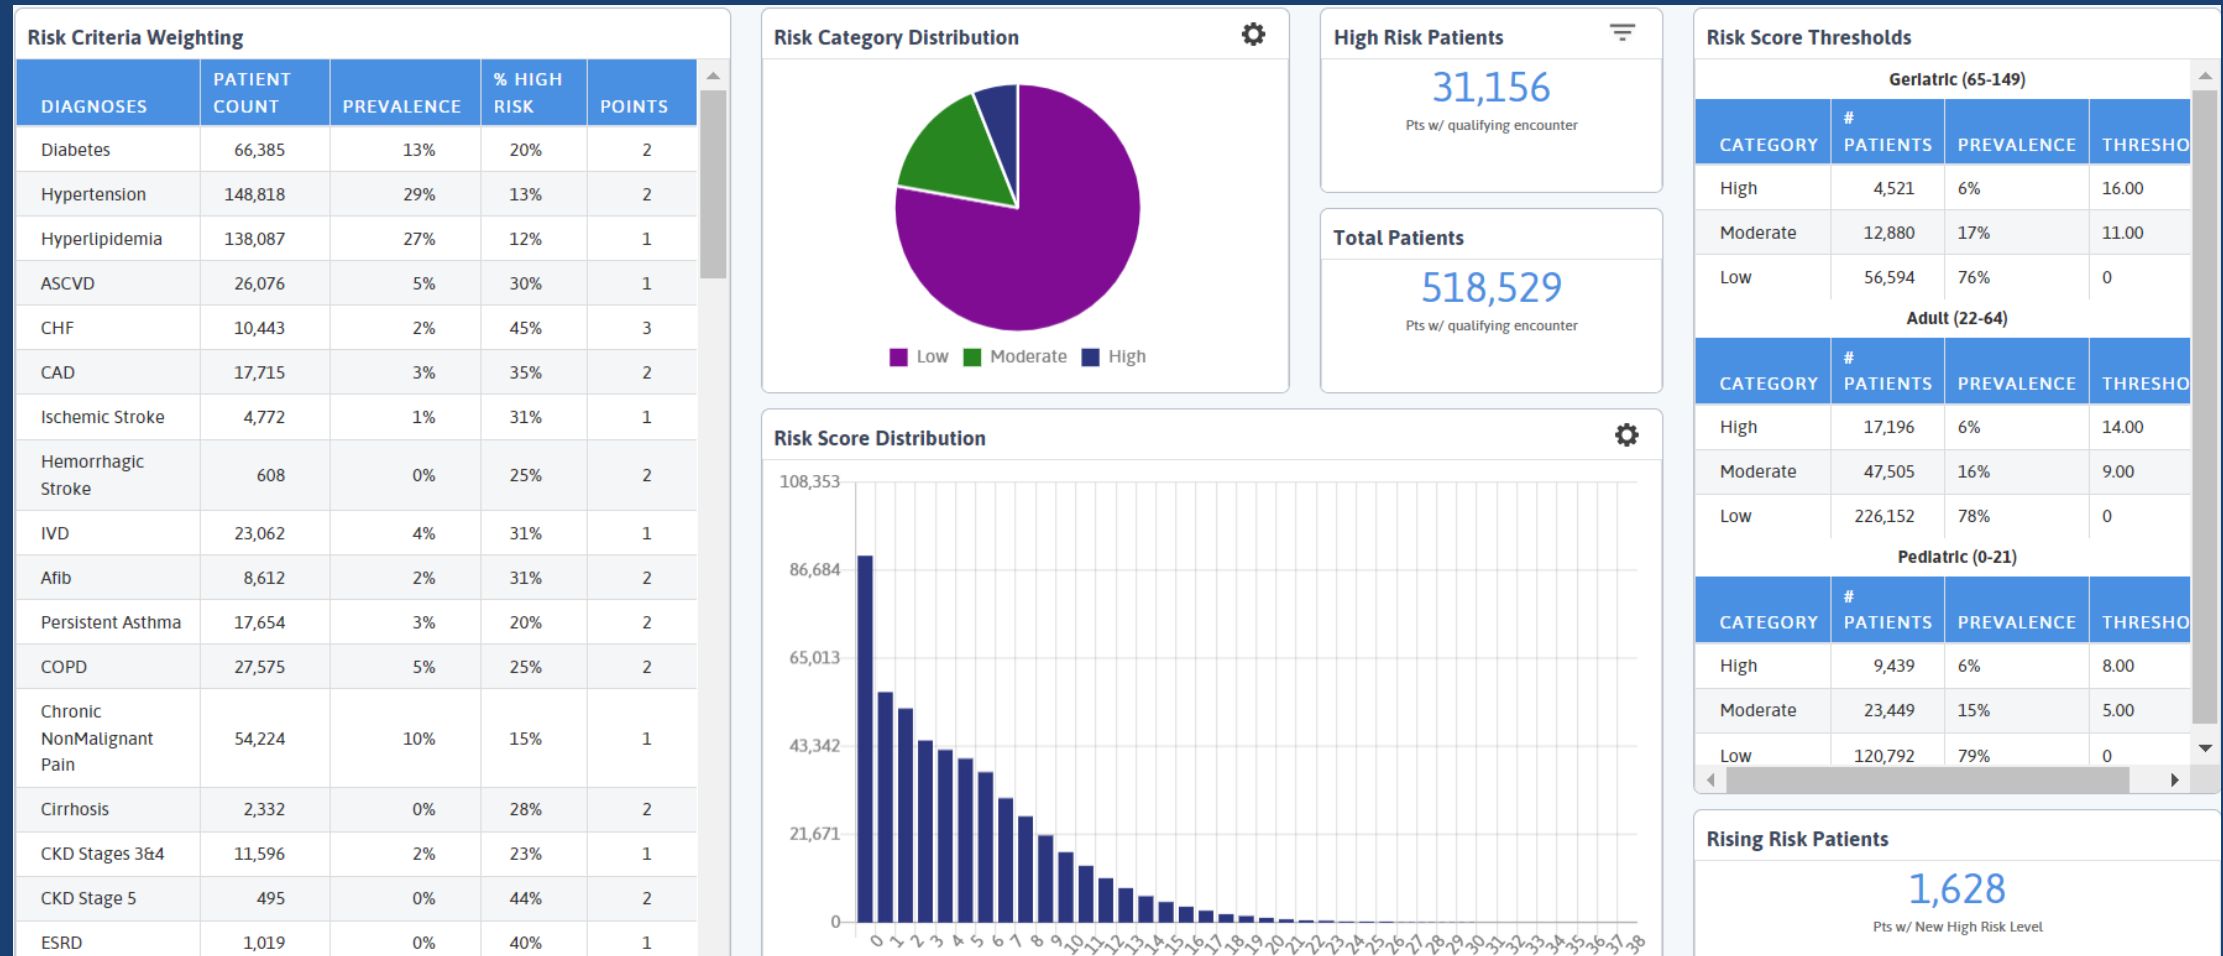 Risk Criteria Weighting
DIAGNOSES PATIENT COUNT PREVALENCE % HIGH RISK POINTS
Diabetes 66,385 13% 20% 2
Hypertension 148,818 29% 13% 2
Hyperlipidemia 138,087 27% 12% 1
ASCVD 26,076 5% 30% 1
CHF 10,443 2% 45% 3
CAD 17,715 3% 35% 2
Ischemic Stroke 4,772 1% 31% 1
Hemorrhagic Stroke 608 0% 25% 2
IVD 23,062 4% 31% 1
Afib 8,612 2% 31% 2
Persistent Asthma 17,654 3% 20% 2
COPD 27,575 5% 25% 2
Chronic NonMalignant Pain 54,224 10% 15% 1
Cirrhosis 2,332 0% 28% 2
CKD Stages 3&4 11,596 2% 23% 1
CKD Stage 5 495 0% 44% 2
ESRD 1,019 0% 40% 1
Risk Category Distribution
Low Moderate High
High Risk Patients
31,156
Pts w/ qualifying encounter
Total Patients
518,529
Pts w/ qualifying encounter
Risk Score Distribution
108,353
86,684
65,013
43,342
21,671
0
0 1 2 3 4 5 6 7 8 9 10 11 12 13 14 15 16 17 18 19 20 21 22 23 24 25 26 27 28 29 30 31 32 33 34 35 36 37 38
Risk Score Thresholds
Geriatric (65-149)
CATEGORY # PATIENTS PREVALENCE THRESHO
High 4,521 6% 16.00
Moderate 12,880 17% 11.00
Low 56,594 76% 0
Adult (22-64)
CATEGORY # PATIENTS PREVALENCE THRESHO
High 17,196 6% 14.00
Moderate 47,505 16% 9.00
Low 226,152 78% 0
Pediatric (0-21)
CATEGORY # PATIENTS PREVALENCE THRESHO
High 9,439 6% 8.00
Moderate 23,449 15% 5.00
Low 120,792 79% 0
Rising Risk Patients
1,628
Pts w/ New High Risk Level